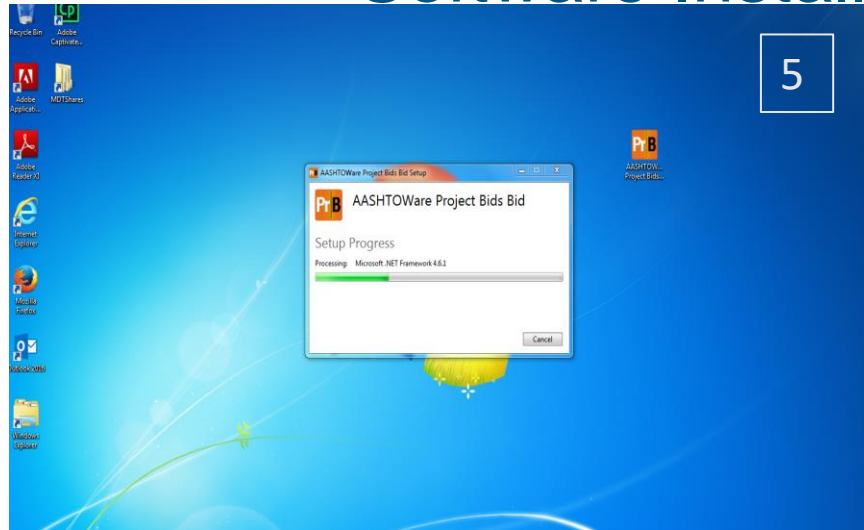 Software Instal
Recycle Bin
Adobe
Captivate...
5
Adobe
Applicati...
MDTShares
Adobe
Reader XI
Internet
Explorer
Mozilla
Firefox
Outlook 2016
Windows
Explorer
PrB
AASHTOW...
Project Bids...
AASHTOWare Project Bids Bid Setup
PrB
AASHTOWare Project Bids Bid
Setup Progress
Processing: Microsoft .NET Framework 4.6.1
Cancel